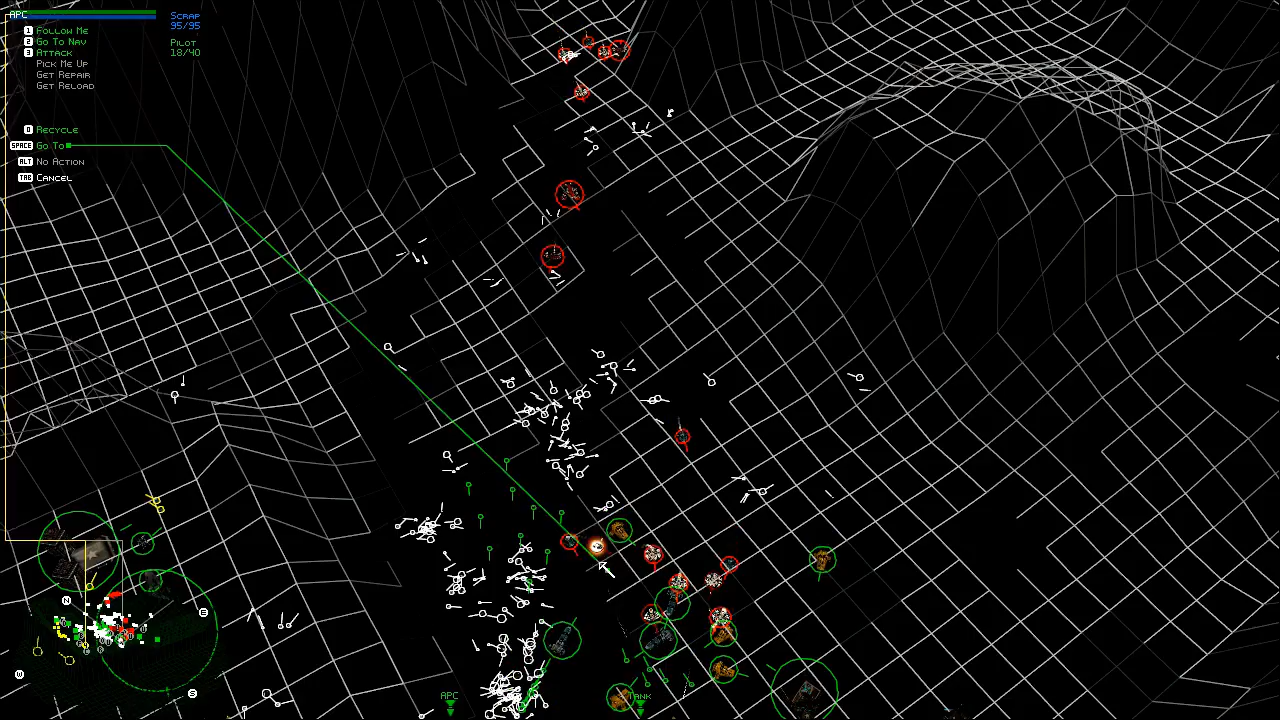 APC
SCRAP
95/95
1 FOLLOW ME
2 GO TO NAV
PILOT
3 ATTACK
18/40
PICK ME UP
GET REPAIR
GET RELOAD
0 RECYCLE
SPACE GO TO
ALT NO ACTION
TAB CANCEL
N
E
W
S
APC
TANK